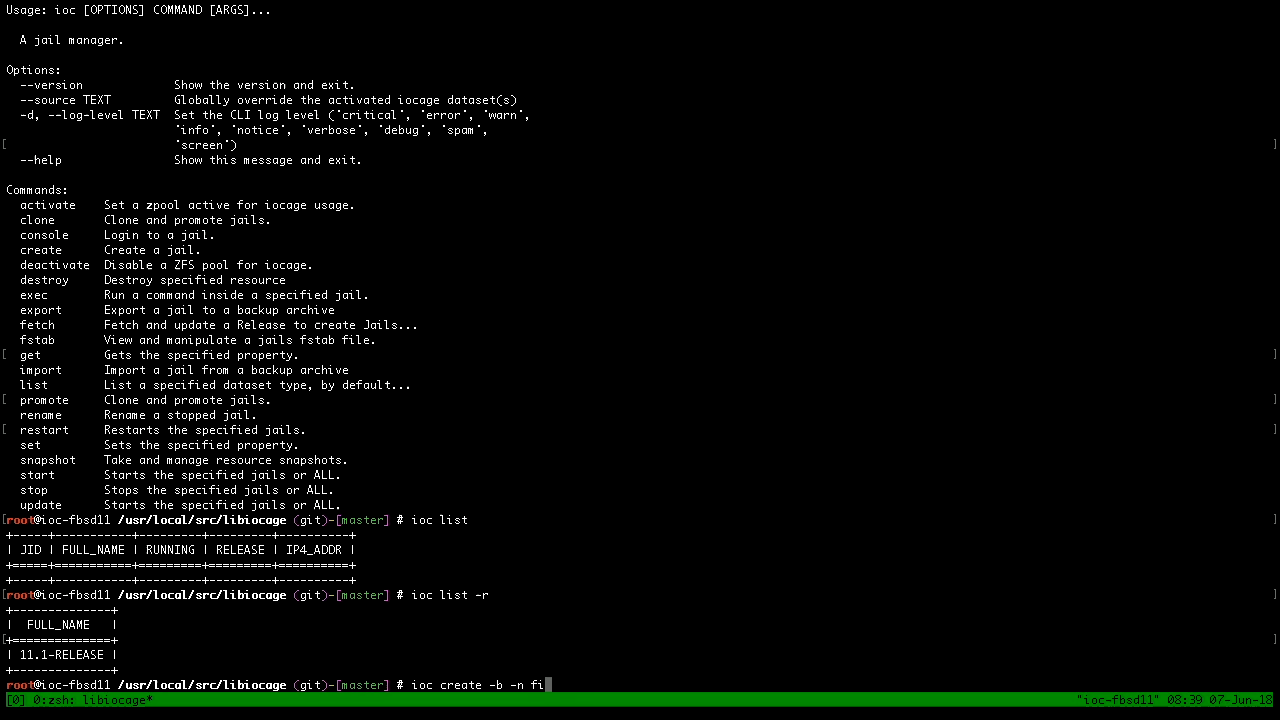 Usage: ioc [OPTIONS] COMMAND [ARGS]...
A jail manager.
Options:
--version Show the version and exit.
--source TEXT Globally override the activated iocage dataset(s)
-d, --log-level TEXT Set the CLI log level ('critical', 'error', 'warn',
'info', 'notice', 'verbose', 'debug', 'spam',
'screen')
--help Show this message and exit.
Commands:
activate Set a zpool active for iocage usage.
clone Clone and promote jails.
console Login to a jail.
create Create a jail.
deactivate Disable a ZFS pool for iocage.
destroy Destroy specified resource
exec Run a command inside a specified jail.
export Export a jail to a backup archive
fetch Fetch and update a Release to create Jails...
fstab View and manipulate a jails fstab file.
get Gets the specified property.
import Import a jail from a backup archive
list List a specified dataset type, by default...
promote Clone and promote jails.
rename Rename a stopped jail.
restart Restarts the specified jails.
set Sets the specified property.
snapshot Take and manage resource snapshots.
start Starts the specified jails or ALL.
stop Stops the specified jails or ALL.
update Starts the specified jails or ALL.
root@ioc-fbsd11 /usr/local/src/libiocage (git)-[master] # ioc list
+-----+-----------+---------+---------+----------+
| JID | FULL_NAME | RUNNING | RELEASE | IP4_ADDR |
+=====+===========+=========+=========+==========+
+-----+-----------+---------+---------+----------+
root@ioc-fbsd11 /usr/local/src/libiocage (git)-[master] # ioc list -r
+--------------+
| FULL_NAME |
+==============+
| 11.1-RELEASE |
+--------------+
root@ioc-fbsd11 /usr/local/src/libiocage (git)-[master] # ioc create -b -n fi
[0] 0:zsh: libiocage* "ioc-fbsd11" 08:39 07-Jun-18